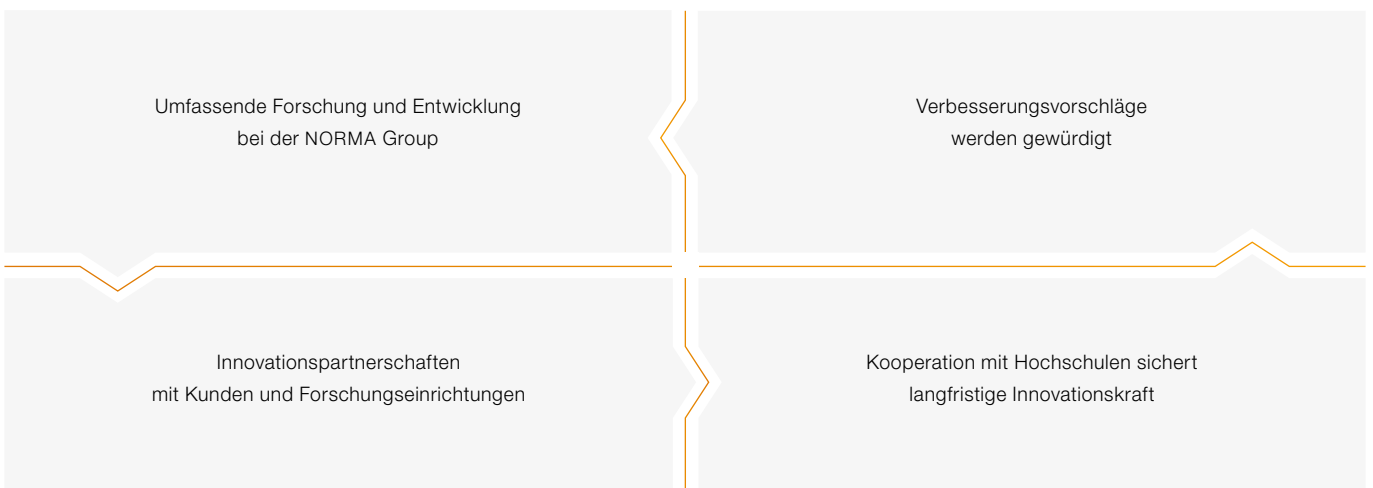 Umfassende Forschung und Entwicklung
bei der NORMA Group
Verbesserungsvorschläge
werden gewürdigt
Innovationspartnerschaften
mit Kunden und Forschungseinrichtungen
Kooperation mit Hochschulen sichert
langfristige Innovationskraft